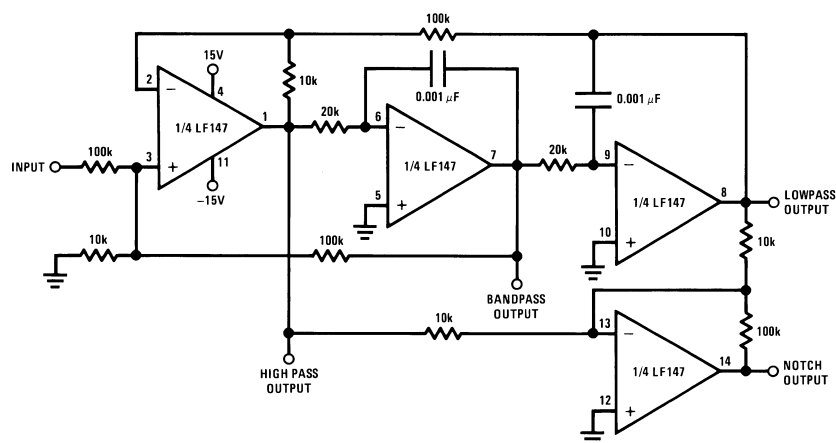 100k
15V
2
−
4
10k
0.001 µF
0.001 µF
1/4 LF147
1
20k
6
−
100k
3
+
11
INPUT
−15V
1/4 LF147
7
20k
9
−
5
+
1/4 LF147
8
LOWPASS
OUTPUT
10k
100k
10
+
10k
BANDPASS
OUTPUT
10k
13
−
100k
HIGH PASS
OUTPUT
1/4 LF147
14
NOTCH
OUTPUT
12
+